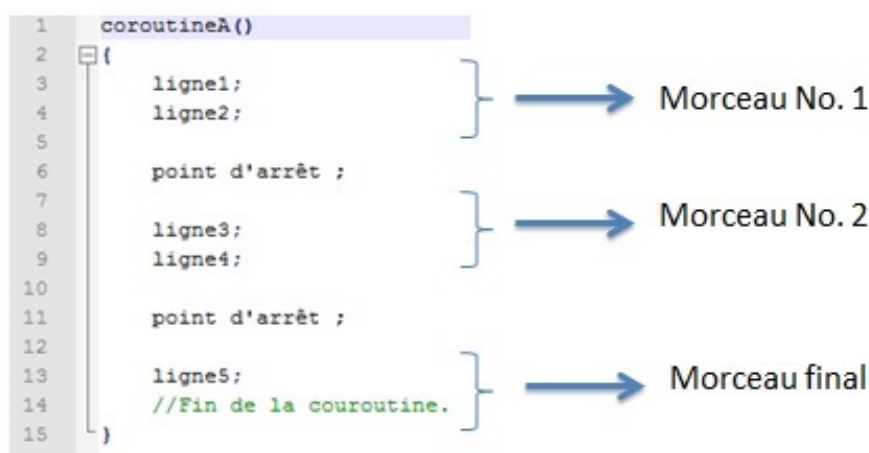 1 coroutineA()
2 {
3 ligne1;
4 ligne2;
Morceau No. 1
5
6 point d'arrêt ;
7
8 ligne3;
9 ligne4;
Morceau No. 2
10
11 point d'arrêt ;
12
13 ligne5;
14 //Fin de la couroutine.
Morceau final
15 }